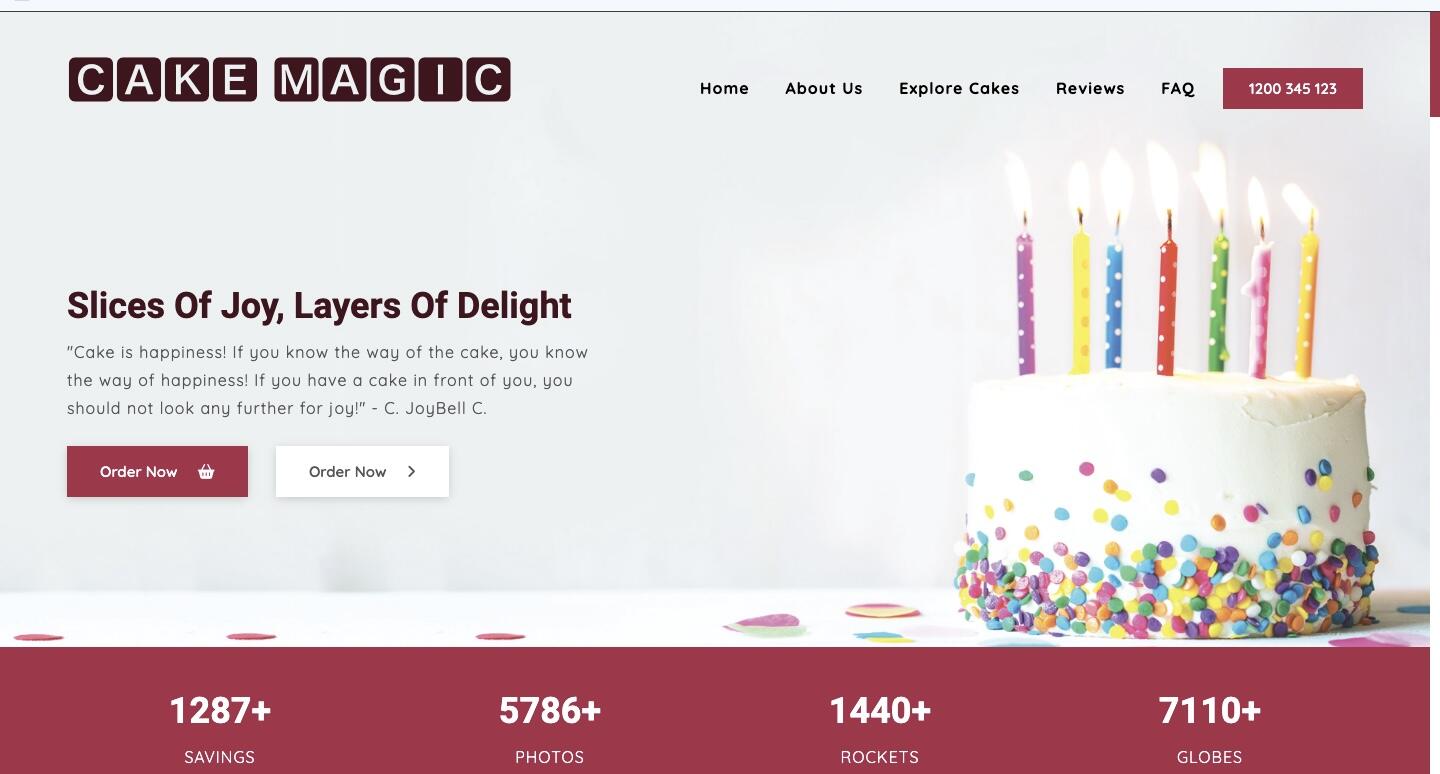 CAKE MAGIC
Home About Us Explore Cakes Reviews FAQ 1200 345 123
Slices Of Joy, Layers Of Delight
"Cake is happiness! If you know the way of the cake, you know
the way of happiness! If you have a cake in front of you, you
should not look any further for joy!" - C. JoyBell C.
Order Now Order Now
1287+ 5786+ 1440+ 7110+
SAVINGS PHOTOS ROCKETS GLOBES